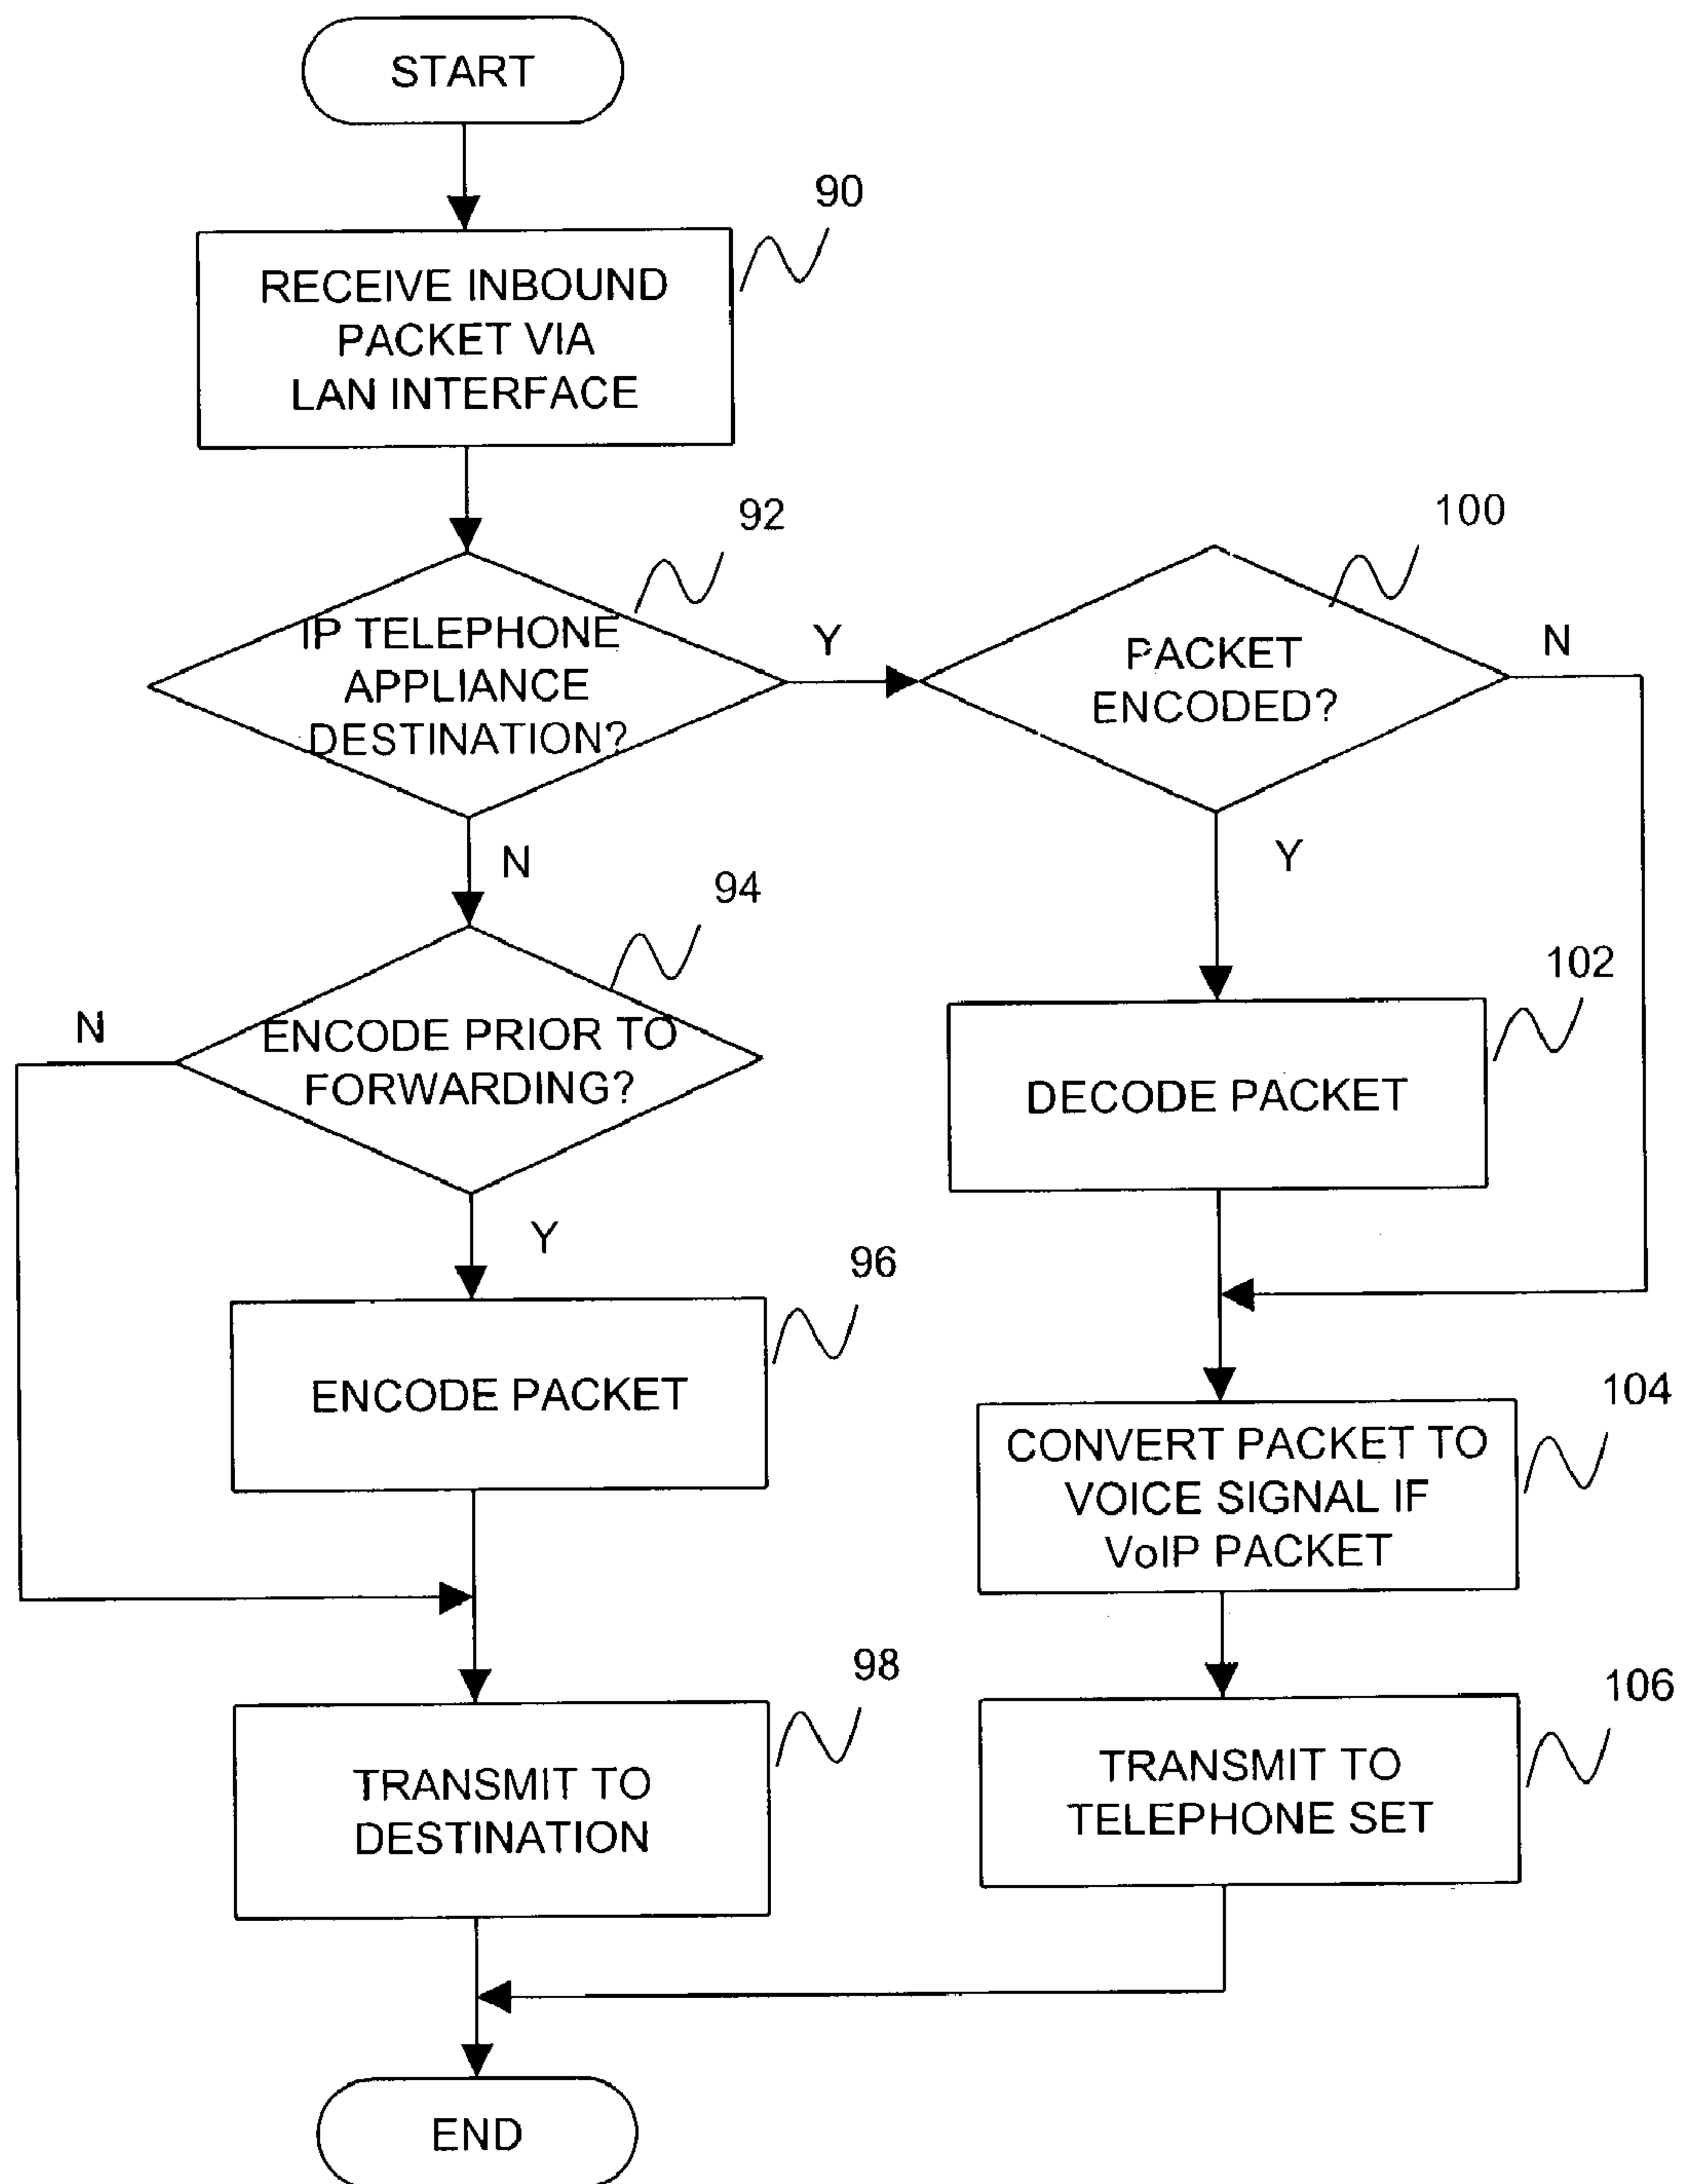 START
90
RECEIVE INBOUND
PACKET VIA
LAN INTERFACE
92
IP TELEPHONE
APPLIANCE
DESTINATION?
Y
N
100
PACKET
ENCODED?
N
Y
94
ENCODE PRIOR TO
FORWARDING?
N
Y
102
DECODE PACKET
96
ENCODE PACKET
104
CONVERT PACKET TO
VOICE SIGNAL IF
VoIP PACKET
98
TRANSMIT TO
DESTINATION
106
TRANSMIT TO
TELEPHONE SET
END